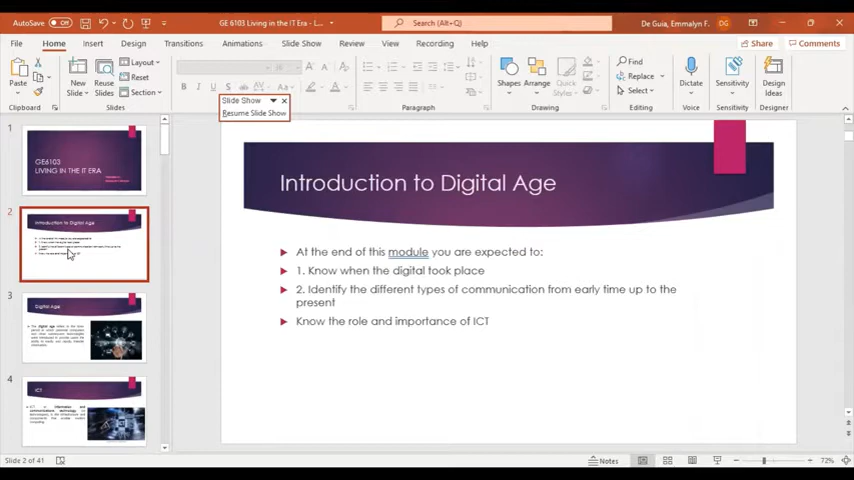 AutoSave Off GE 6103 Living in the IT Era - L... Search (Alt+Q) De Guia, Emmalyn F. DG
File Home Insert Design Transitions Animations Slide Show Review Recording Help Share Comments
Paste New Slide Reuse Slides Layout Reset Section Shapes Arrange Quick Styles Find Replace Select Dictate Sensitivity Design Ideas
Clipboard Slides Paragraph Drawing Editing Voice Sensitivity Designer
Slide Show
Resume Slide Show
1
GE6103
LIVING IN THE IT ERA
2
Introduction to Digital Age
3
Digital Age
4
ICT
Introduction to Digital Age
At the end of this module you are expected to:
1. Know when the digital took place
2. Identify the different types of communication from early time up to the
present
Know the role and importance of ICT
Slide 2 of 41 Notes 72%